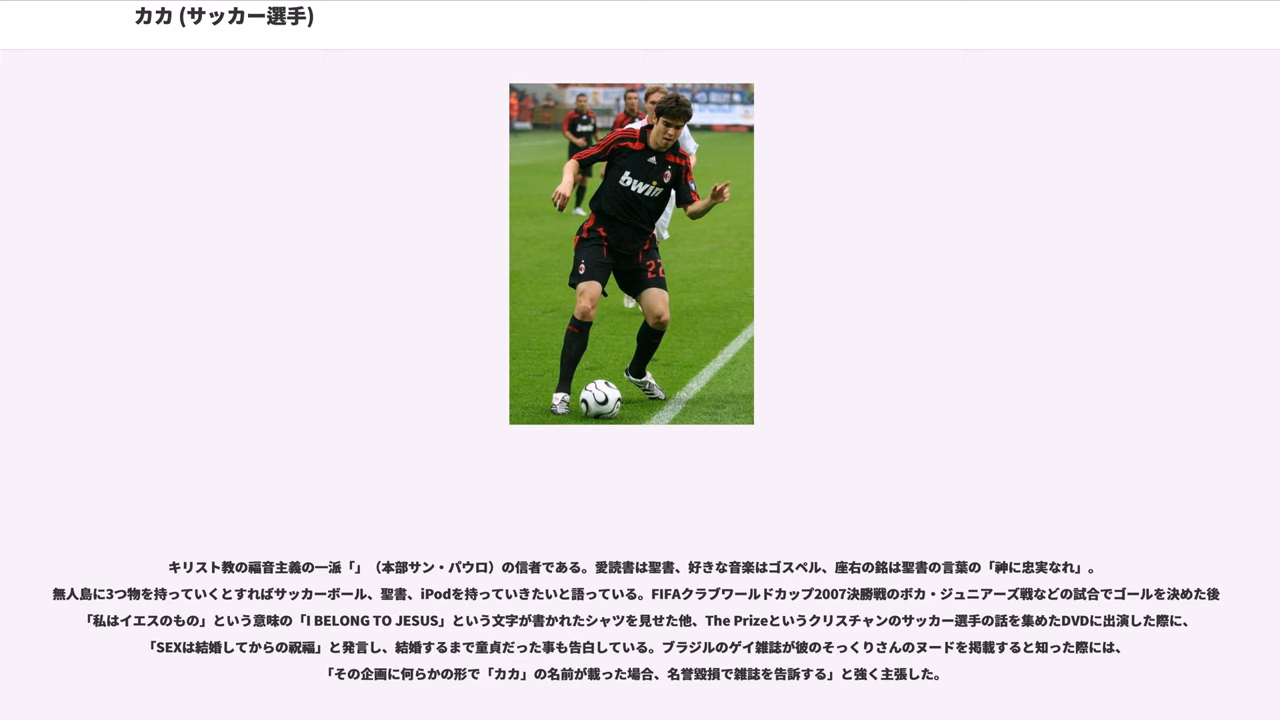 カカ (サッカー選手)
bwin
bwin
22
キリスト教の福音主義の一派「」（本部サン・パウロ）の信者である。愛読書は聖書、好きな音楽はゴスペル、座右の銘は聖書の言葉の「神に忠実なれ」。
無人島に3つ物を持っていくとすればサッカーボール、聖書、iPodを持っていきたいと語っている。FIFAクラブワールドカップ2007決勝戦のボカ・ジュニアーズ戦などの試合でゴールを決めた後
「私はイエスのもの」という意味の「I BELONG TO JESUS」という文字が書かれたシャツを見せた他、The Prizeというクリスチャンのサッカー選手の話を集めたDVDに出演した際に、
「SEXは結婚してからの祝福」と発言し、結婚するまで童貞だった事も告白している。ブラジルのゲイ雑誌が彼のそっくりさんのヌードを掲載すると知った際には、
「その企画に何らかの形で「カカ」の名前が載った場合、名誉毀損で雑誌を告訴する」と強く主張した。